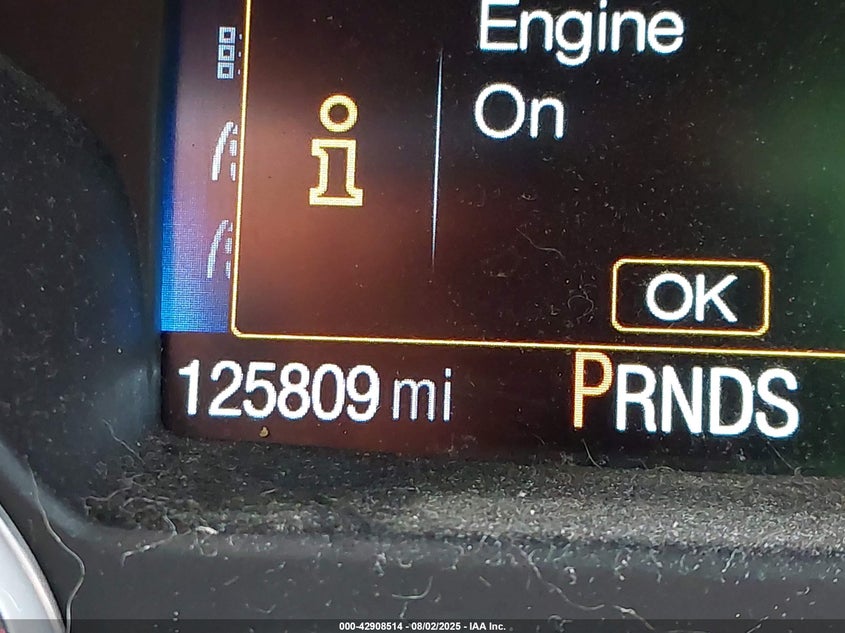 Engine
On
OK
125809 mi
PRNDS
000-42908514 - 08/02/2025 - IAA Inc.